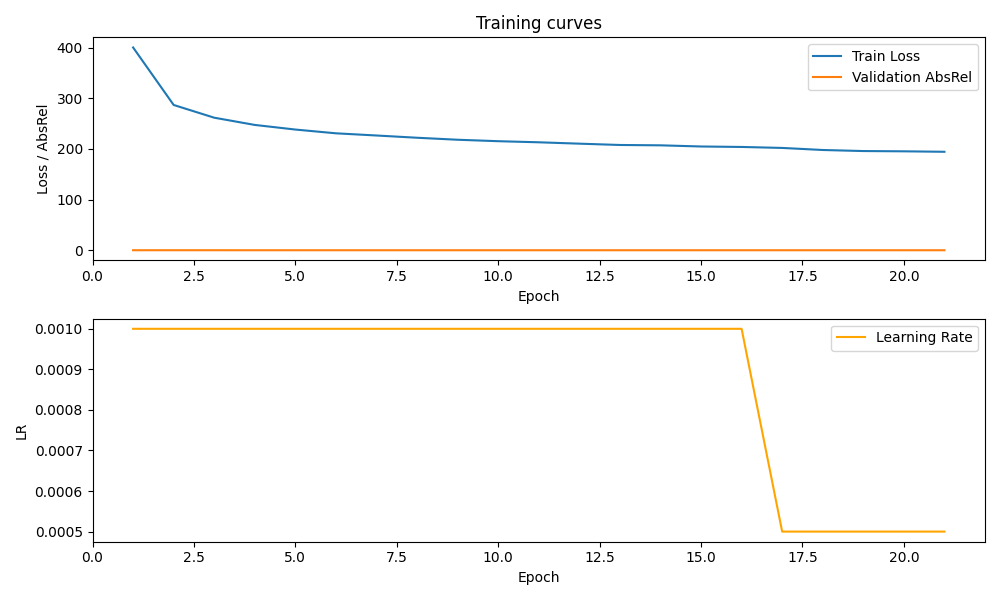 Training curves
Loss / AbsRel
400
300
200
100
0
Train Loss
Validation AbsRel
0.0 2.5 5.0 7.5 10.0 12.5 15.0 17.5 20.0
Epoch
LR
0.0010
0.0009
0.0008
0.0007
0.0006
0.0005
Learning Rate
0.0 2.5 5.0 7.5 10.0 12.5 15.0 17.5 20.0
Epoch